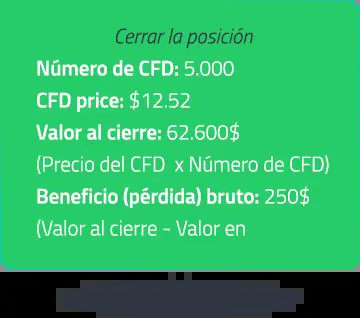 Cerrar la posición
Número de CFD: 5.000
CFD price: $12.52
Valor al cierre: 62.600$
(Precio del CFD x Número de CFD)
Beneficio (pérdida) bruto: 250$
(Valor al cierre - Valor en